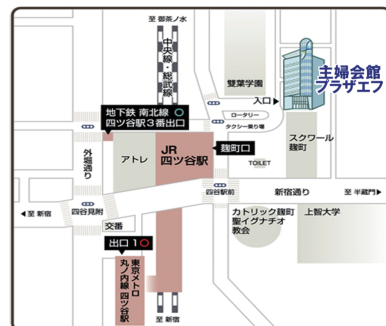 至 御茶ノ水
中央線・総武線
雙葉学園
入口
主婦会館
プラザエフ
地下鉄 南北線
四ツ谷駅3番出口
ロータリー
タクシー乗り場
麹町口
スクワール
麹町
外堀通り
アトレ
JR
四ツ谷駅
TOILET
新宿通り
至 半蔵門
至 新宿
四谷見附
四谷駅前
交番
カトリック麹町
聖イグナチオ
教会
上智大学
出口 1
東京メトロ
丸ノ内線 四ツ谷駅
至 新宿